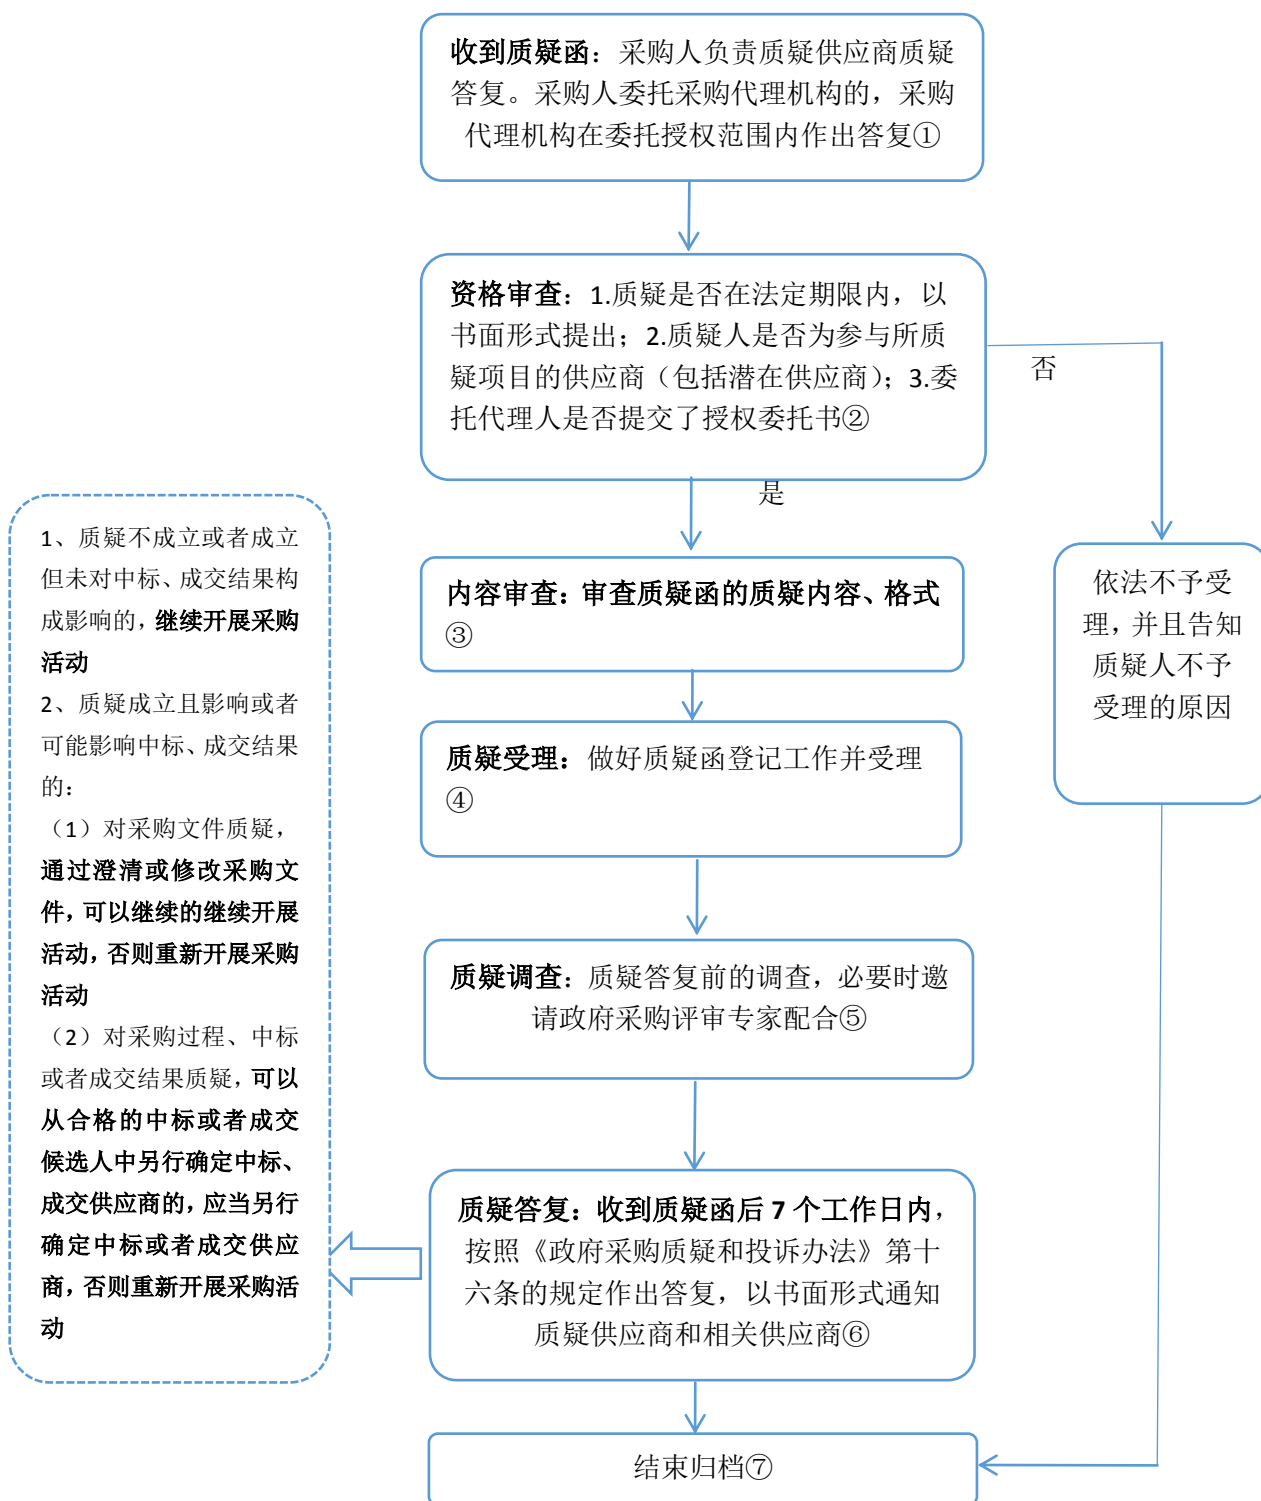 收到质疑函：采购人负责质疑供应商质疑
答复。采购人委托采购代理机构的，采购
代理机构在委托授权范围内作出答复①
资格审查：1.质疑是否在法定期限内，以
书面形式提出；2.质疑人是否为参与所质
疑项目的供应商（包括潜在供应商）；3.委
托代理人是否提交了授权委托书②
否
是
内容审查：审查质疑函的质疑内容、格式
③
依法不予受
理，并且告知
质疑人不予
受理的原因
质疑受理：做好质疑函登记工作并受理
④
质疑调查：质疑答复前的调查，必要时邀
请政府采购评审专家配合⑤
质疑答复：收到质疑函后 7 个工作日内，
按照《政府采购质疑和投诉办法》第十
六条的规定作出答复，以书面形式通知
质疑供应商和相关供应商⑥
1、质疑不成立或者成立
但未对中标、成交结果构
成影响的，继续开展采购
活动
2、质疑成立且影响或者
可能影响中标、成交结果
的：
（1）对采购文件质疑，
通过澄清或修改采购文
件，可以继续的继续开展
活动，否则重新开展采购
活动
（2）对采购过程、中标
或者成交结果质疑，可以
从合格的中标或者成交
候选人中另行确定中标、
成交供应商的，应当另行
确定中标或者成交供应
商，否则重新开展采购活
动
结束归档⑦